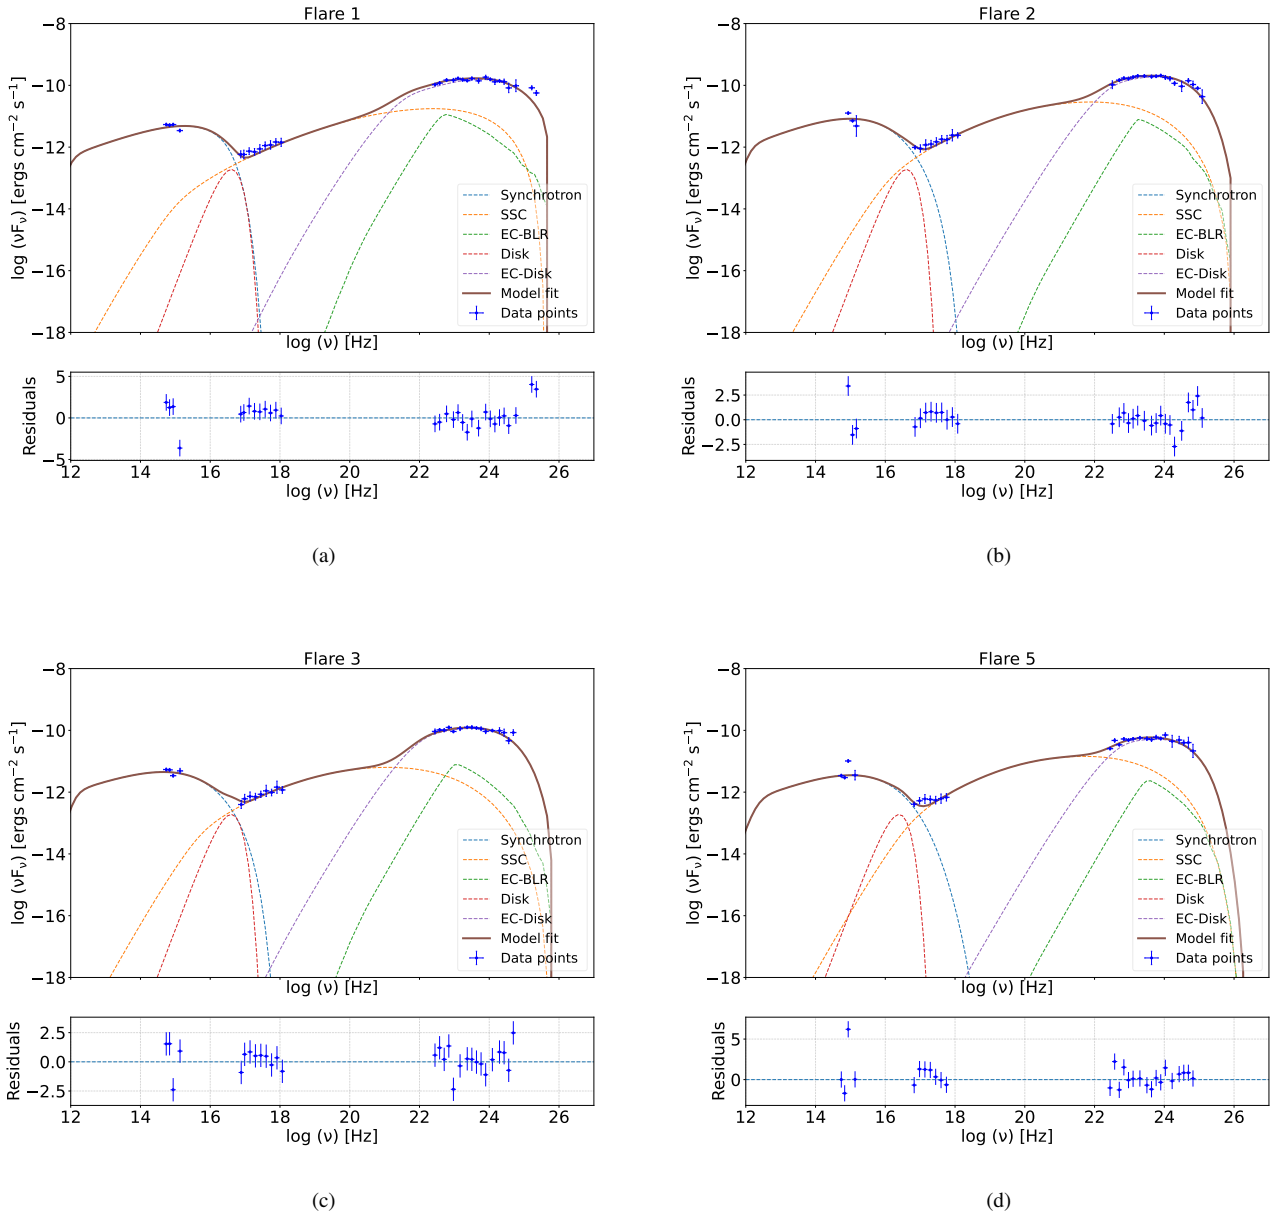 Flare 1
log (νFν) [ergs cm−2 s−1]
−8
−10
−12
−14
−16
−18
Synchrotron
SSC
EC-BLR
Disk
EC-Disk
Model fit
Data points
log (ν) [Hz]
Residuals
5
0
−5
12 14 16 18 20 22 24 26
log (ν) [Hz]
(a)
Flare 2
log (νFν) [ergs cm−2 s−1]
−8
−10
−12
−14
−16
−18
Synchrotron
SSC
EC-BLR
Disk
EC-Disk
Model fit
Data points
log (ν) [Hz]
Residuals
2.5
0.0
−2.5
12 14 16 18 20 22 24 26
log (ν) [Hz]
(b)
Flare 3
log (νFν) [ergs cm−2 s−1]
−8
−10
−12
−14
−16
−18
Synchrotron
SSC
EC-BLR
Disk
EC-Disk
Model fit
Data points
log (ν) [Hz]
Residuals
2.5
0.0
−2.5
12 14 16 18 20 22 24 26
log (ν) [Hz]
(c)
Flare 5
log (νFν) [ergs cm−2 s−1]
−8
−10
−12
−14
−16
−18
Synchrotron
SSC
EC-BLR
Disk
EC-Disk
Model fit
Data points
log (ν) [Hz]
Residuals
5
0
12 14 16 18 20 22 24 26
log (ν) [Hz]
(d)